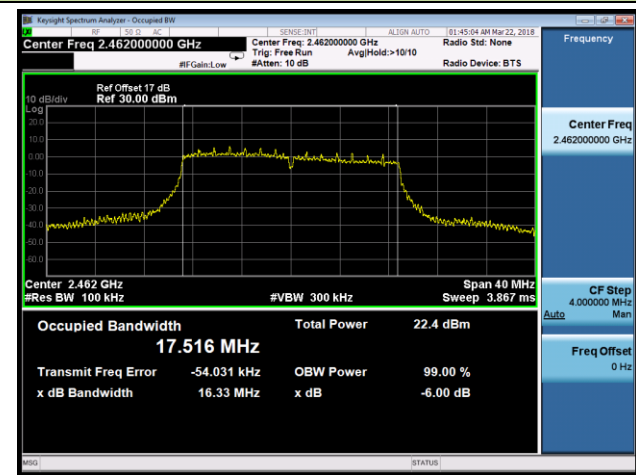 Keysight Spectrum Analyzer - Occupied BW
RF 50 Ω AC SENSE:INT ALIGN AUTO 01:45:04 AM Mar 22, 2018
Center Freq 2.462000000 GHz
Center Freq: 2.462000000 GHz
Radio Std: None
Trig: Free Run Avg|Hold:>10/10
#IFGain:Low #Atten: 10 dB Radio Device: BTS
Frequency
Ref Offset 17 dB
10 dB/div Ref 30.00 dBm
Log
20.0
10.0
0.00
-10.0
-20.0
-30.0
-40.0
-50.0
-60.0
Center 2.462 GHz Span 40 MHz
#Res BW 100 kHz #VBW 300 kHz Sweep 3.867 ms
Occupied Bandwidth Total Power 22.4 dBm
17.516 MHz
Transmit Freq Error -54.031 kHz OBW Power 99.00 %
x dB Bandwidth 16.33 MHz x dB -6.00 dB
Center Freq
2.462000000 GHz
CF Step
4.000000 MHz
Auto Man
Freq Offset
0 Hz
MSG STATUS